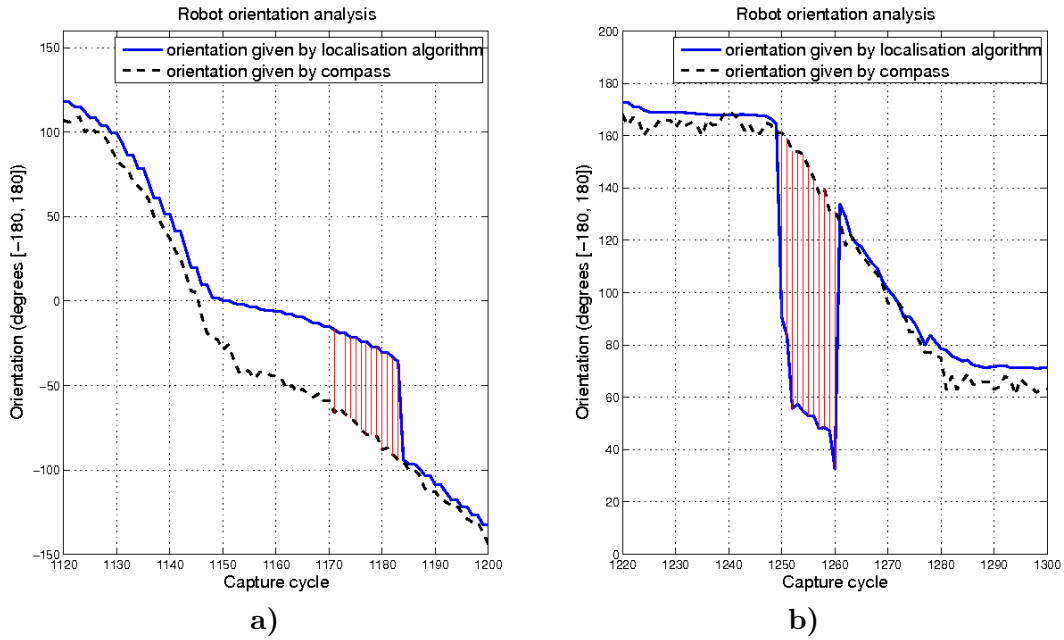 Robot orientation analysis
orientation given by localisation algorithm
orientation given by compass
Orientation (degrees [−180, 180])
150
100
50
0
−50
−100
−150
1120 1130 1140 1150 1160 1170 1180 1190 1200
Capture cycle
a)
Robot orientation analysis
orientation given by localisation algorithm
orientation given by compass
Orientation (degrees [−180, 180])
200
180
160
140
120
100
80
60
40
20
0
1220 1230 1240 1250 1260 1270 1280 1290 1300
Capture cycle
b)